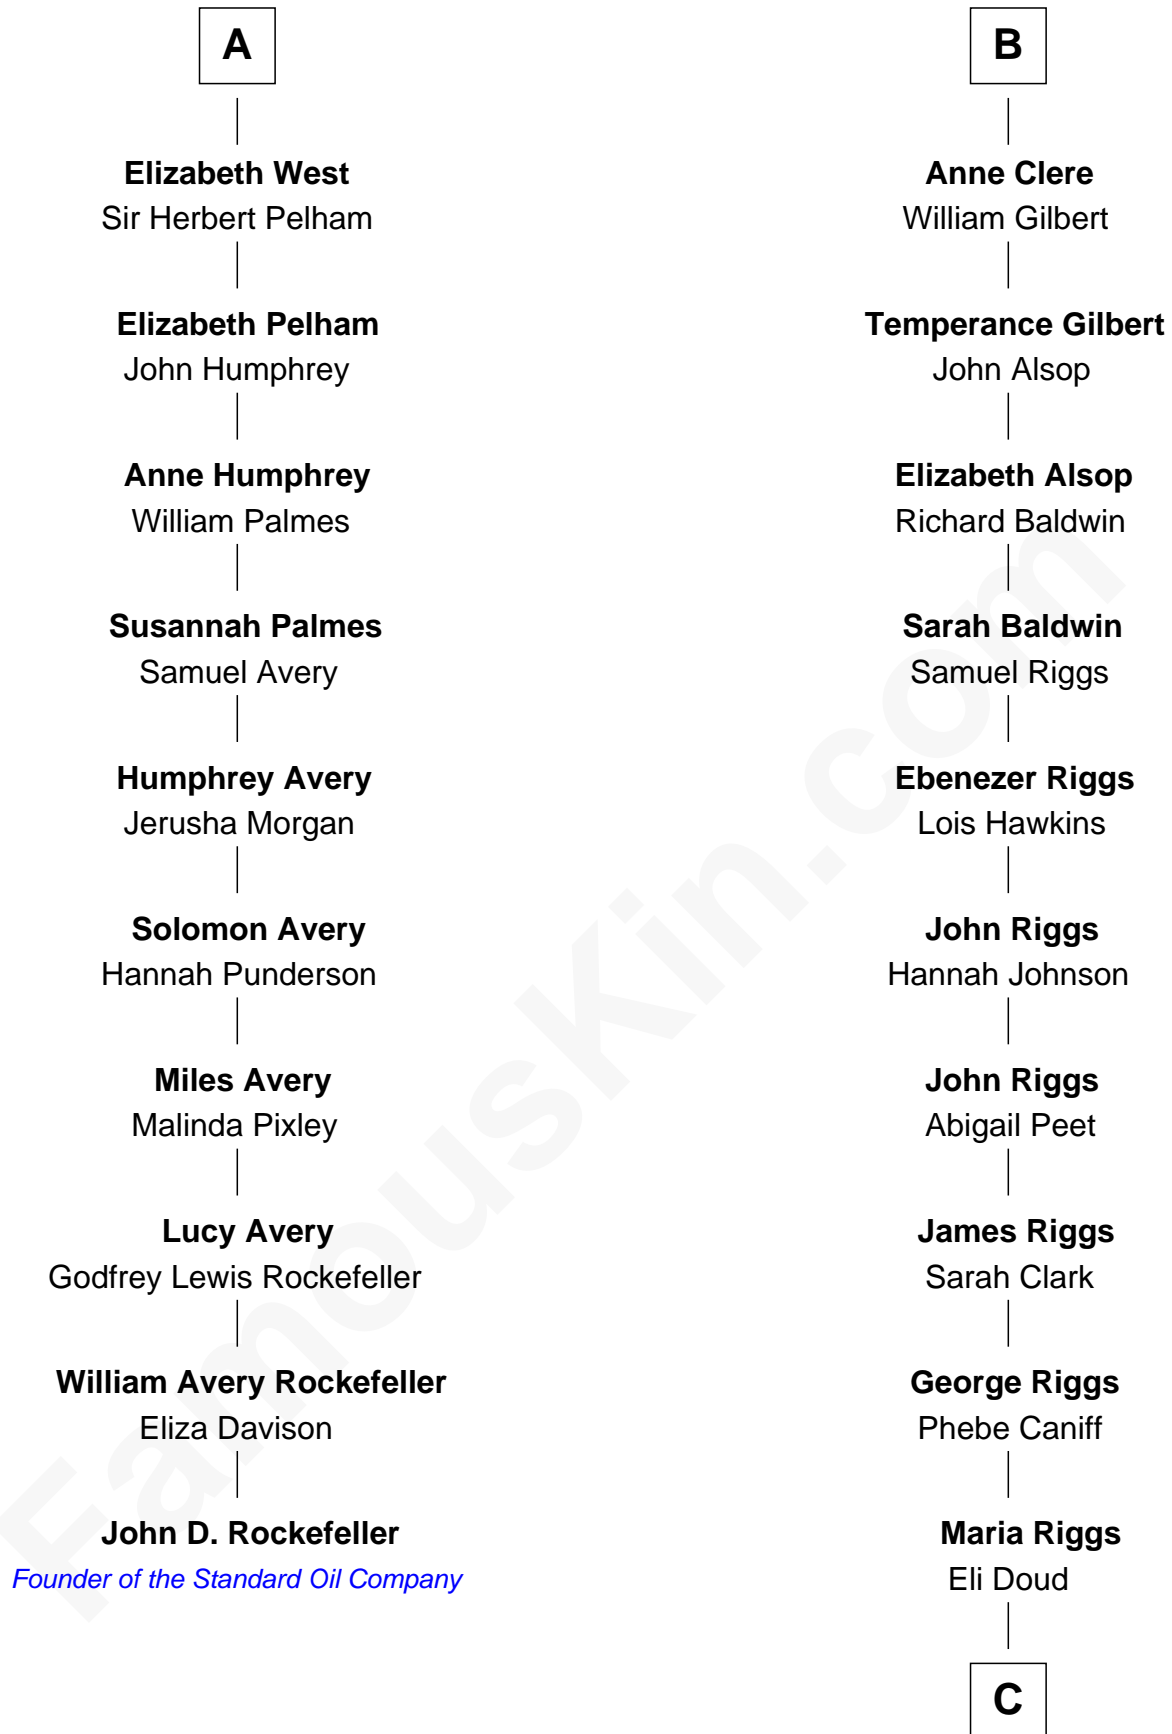 A
Elizabeth West
Sir Herbert Pelham
Elizabeth Pelham
John Humphrey
Anne Humphrey
William Palmes
Susannah Palmes
Samuel Avery
Humphrey Avery
Jerusha Morgan
Solomon Avery
Hannah Punderson
Miles Avery
Malinda Pixley
Lucy Avery
Godfrey Lewis Rockefeller
William Avery Rockefeller
Eliza Davison
John D. Rockefeller
Founder of the Standard Oil Company
B
Anne Clere
William Gilbert
Temperance Gilbert
John Alsop
Elizabeth Alsop
Richard Baldwin
Sarah Baldwin
Samuel Riggs
Ebenezer Riggs
Lois Hawkins
John Riggs
Hannah Johnson
John Riggs
Abigail Peet
James Riggs
Sarah Clark
George Riggs
Phebe Caniff
Maria Riggs
Eli Doud
C
FamousKin.com